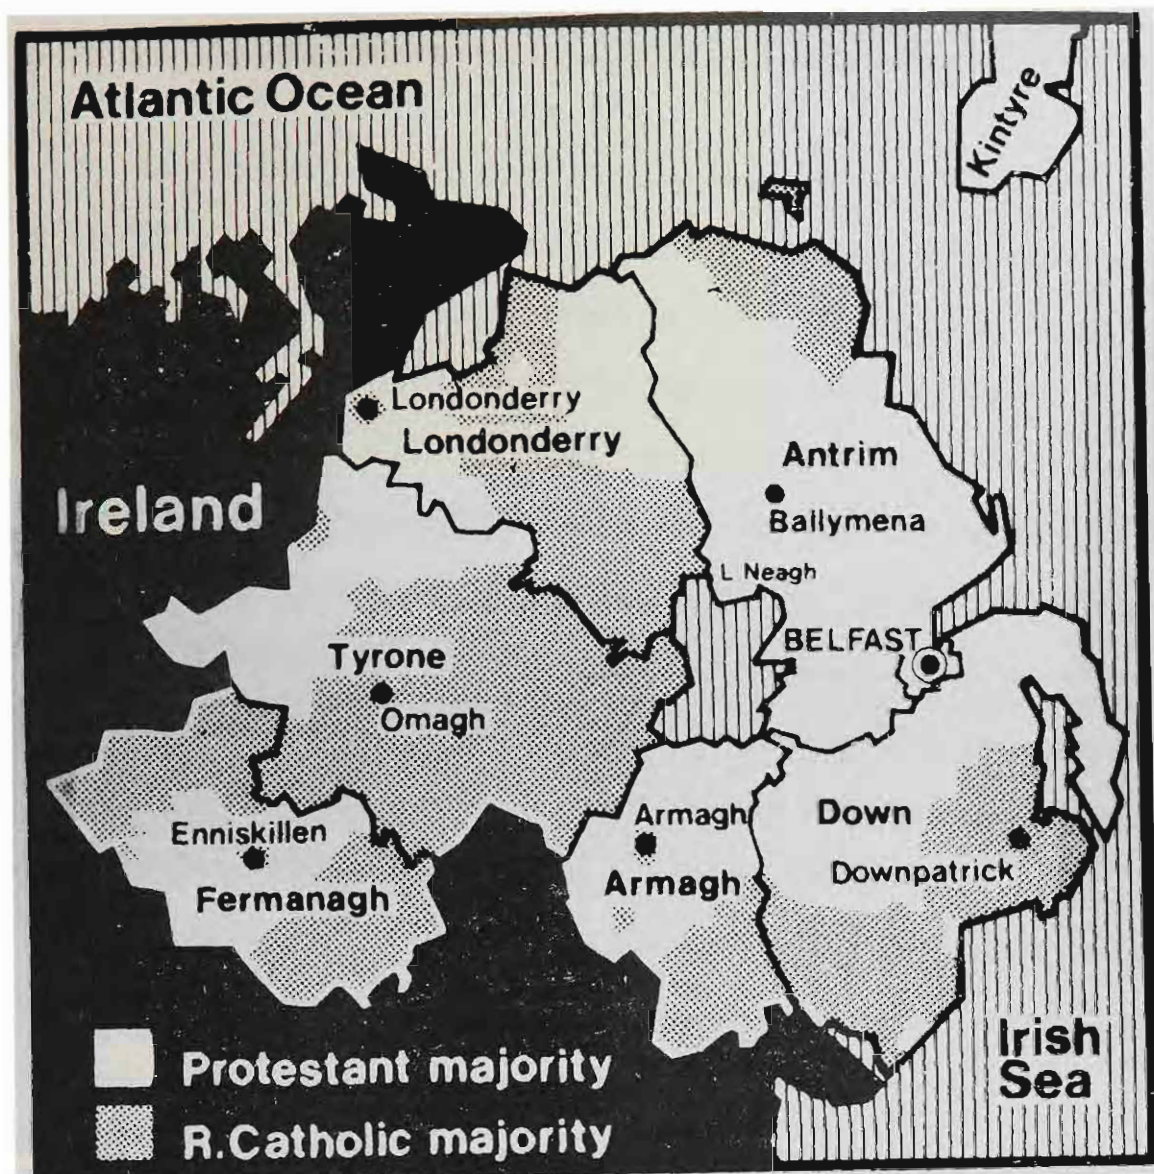 Atlantic Ocean
Kintyre
Londonderry
Londonderry
Ireland
Antrim
Ballymena
L Neagh
BELFAST
Tyrone
Omagh
Enniskillen
Fermanagh
Armagh
Armagh
Down
Downpatrick
Irish
Sea
Protestant majority
R.Catholic majority